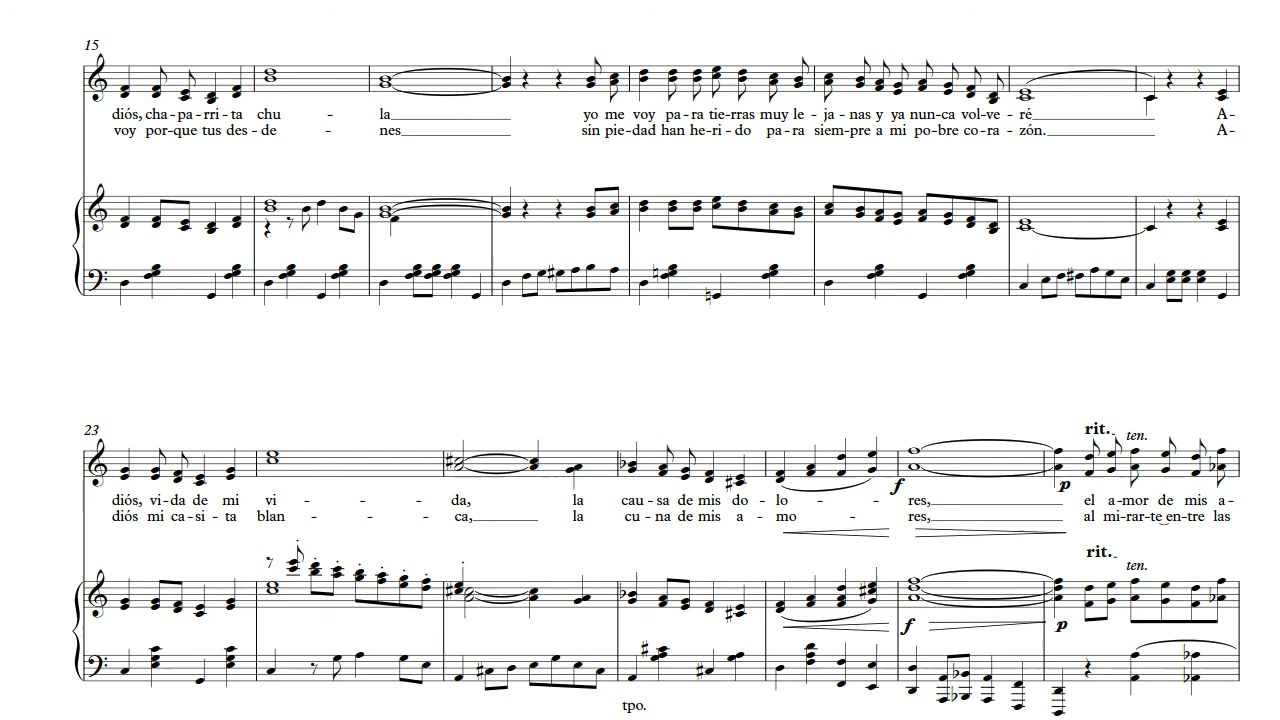 15
diós, cha - pa - rri - ta chu - la yo me voy pa - ra tie - rras muy le - ja - nas y ya nun - ca vol - ve - ré A -
voy por - que tus des - de - nes sin pie - dad han he - ri - do pa - ra siem - pre a mi po - bre co - ra - zón. A -
23
rit. ten.
f p
diós, vi - da de mi vi - - - da, la cau - sa de mis do - lo - - res, el a - mor de mis a -
diós mi ca - si - ta blan - - - ca, la cu - na de mis a - mo - - res, al mi - rar - te en - tre las
rit. ten.
f p
tpo.